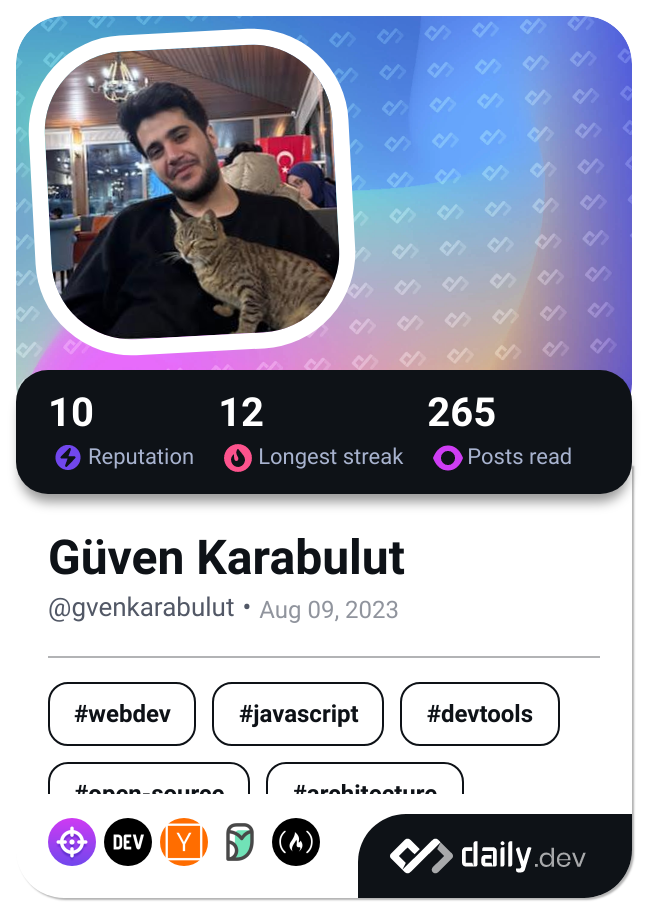 10 12 265
Reputation Longest streak Posts read
Güven Karabulut
@gvenkarabulut • Aug 09, 2023
#webdev #javascript #devtools
#open-source #architecture
DEV Y
daily.dev